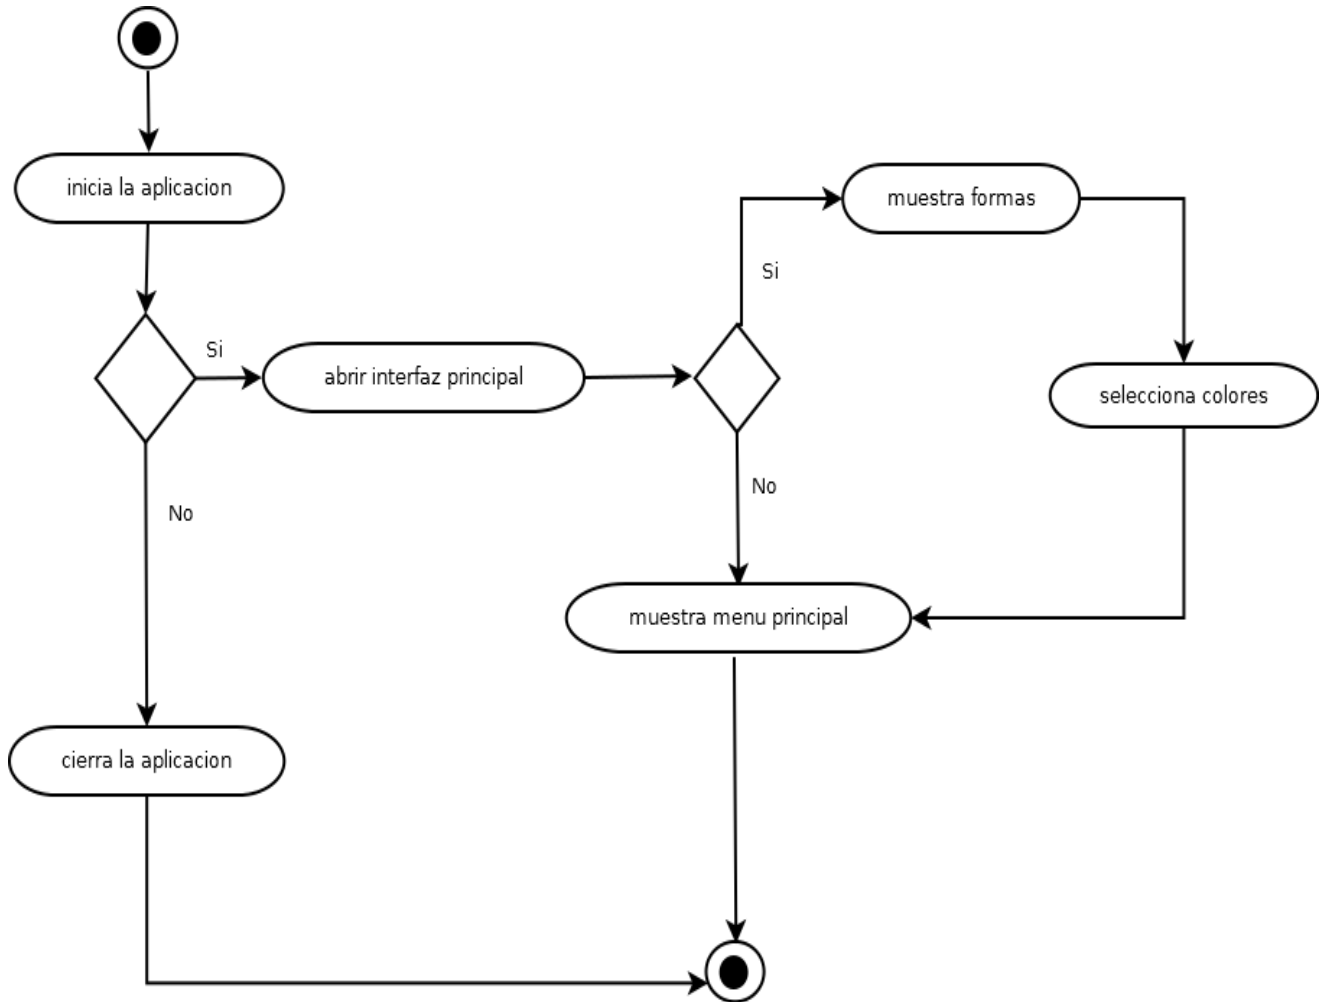 inicia la aplicacion
muestra formas
Si
Si
abrir interfaz principal
selecciona colores
No
No
muestra menu principal
cierra la aplicacion